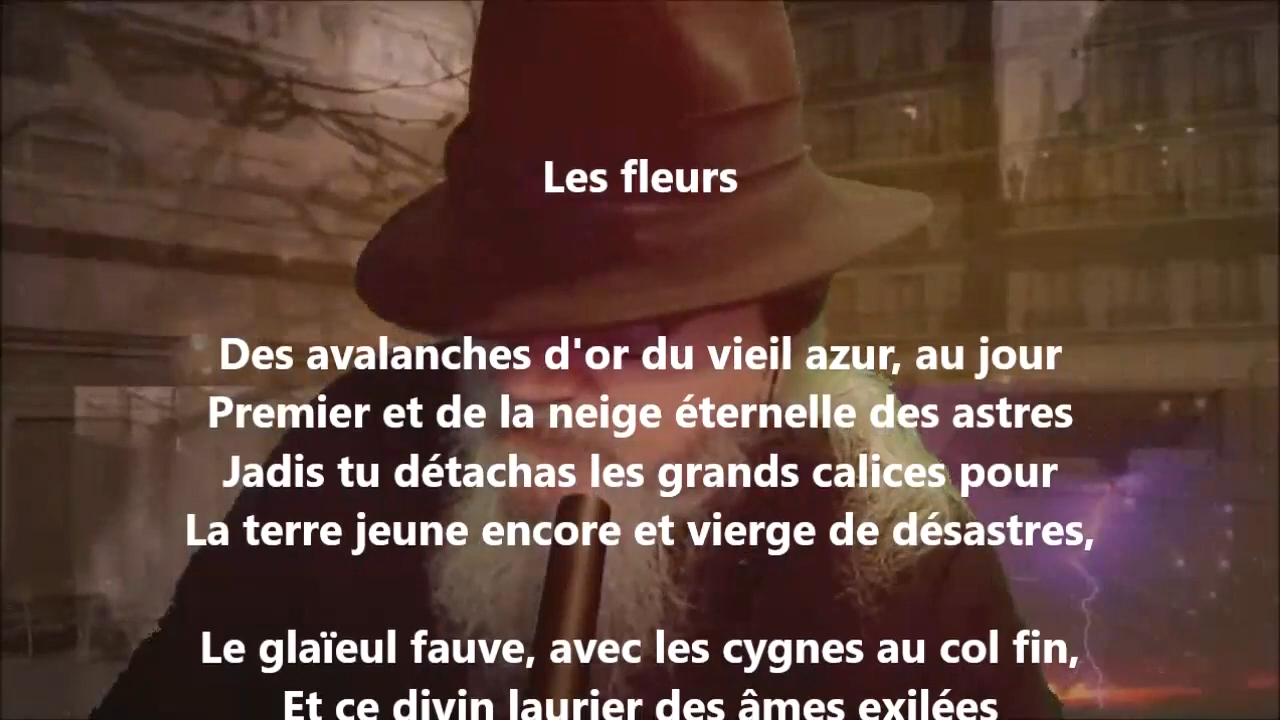 Les fleurs
Des avalanches d'or du vieil azur, au jour
Premier et de la neige éternelle des astres
Jadis tu détachas les grands calices pour
La terre jeune encore et vierge de désastres,
Le glaïeul fauve, avec les cygnes au col fin,
Et ce divin laurier des âmes exilées